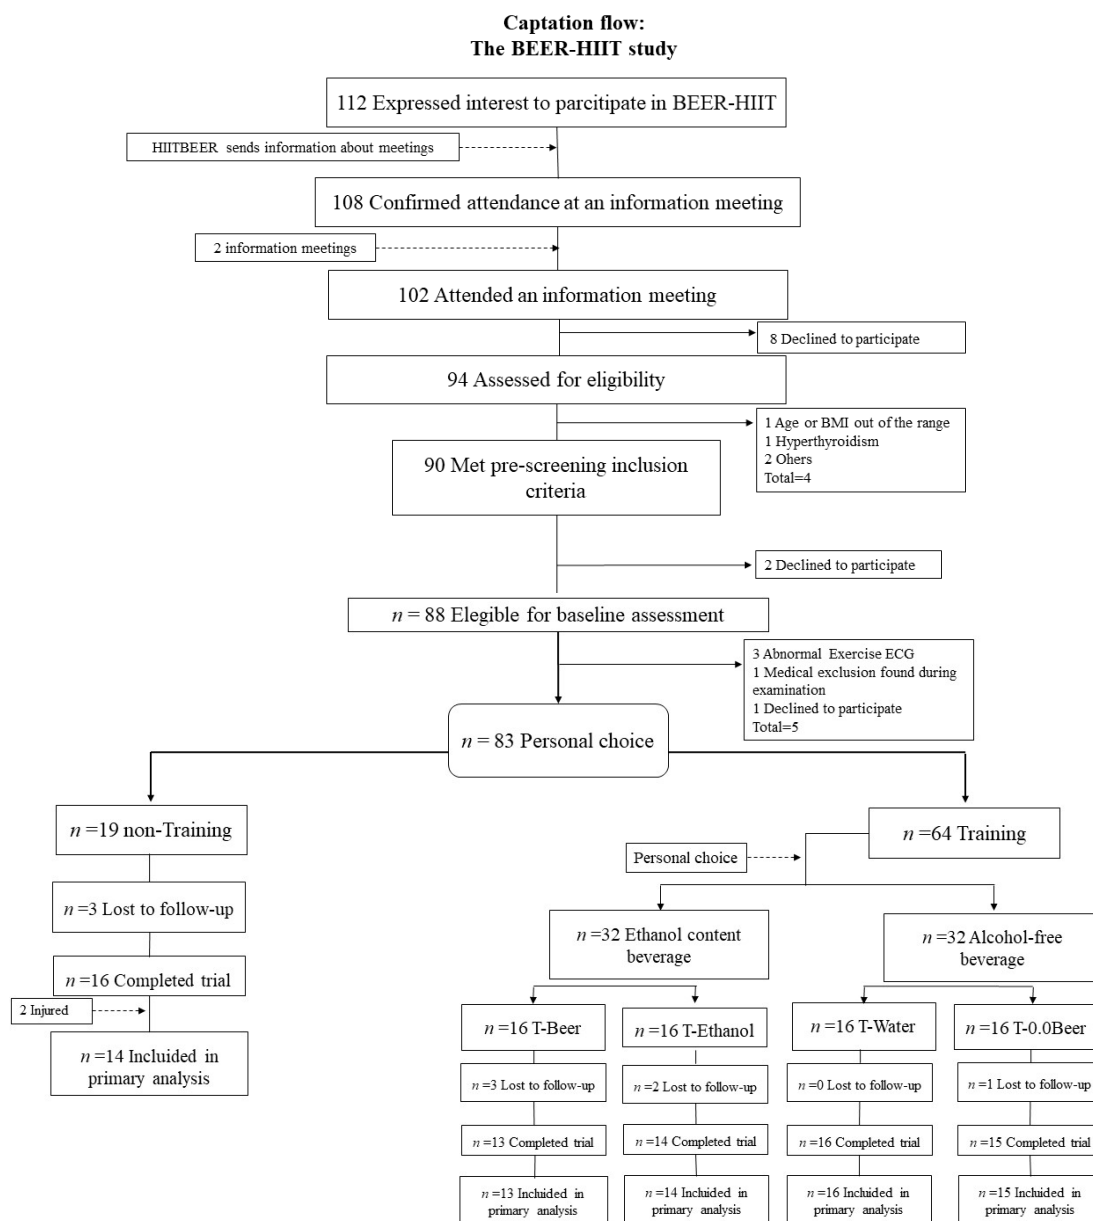 Captation flow:
The BEER-HIIT study
112 Expressed interest to parcitipate in BEER-HIIT
HIITBEER sends information about meetings
108 Confirmed attendance at an information meeting
2 information meetings
102 Attended an information meeting
8 Declined to participate
94 Assessed for eligibility
1 Age or BMI out of the range
1 Hyperthyroidism
2 Ohers
Total=4
90 Met pre-screening inclusion
criteria
2 Declined to participate
n = 88 Elegible for baseline assessment
3 Abnormal Exercise ECG
1 Medical exclusion found during
examination
1 Declined to participate
Total=5
n = 83 Personal choice
n =19 non-Training
n =64 Training
Personal choice
n =3 Lost to follow-up
n =32 Ethanol content
beverage
n =32 Alcohol-free
beverage
n =16 Completed trial
2 Injured
n =14 Incluided in
primary analysis
n =16 T-Beer
n =16 T-Ethanol
n =16 T-Water
n =16 T-0.0Beer
n =3 Lost to follow-up
n =2 Lost to follow-up
n =0 Lost to follow-up
n =1 Lost to follow-up
n =13 Completed trial
n =14 Completed trial
n =16 Completed trial
n =15 Completed trial
n =13 Incluided in
primary analysis
n =14 Incluided in
primary analysis
n =16 Incluided in
primary analysis
n =15 Incluided in
primary analysis